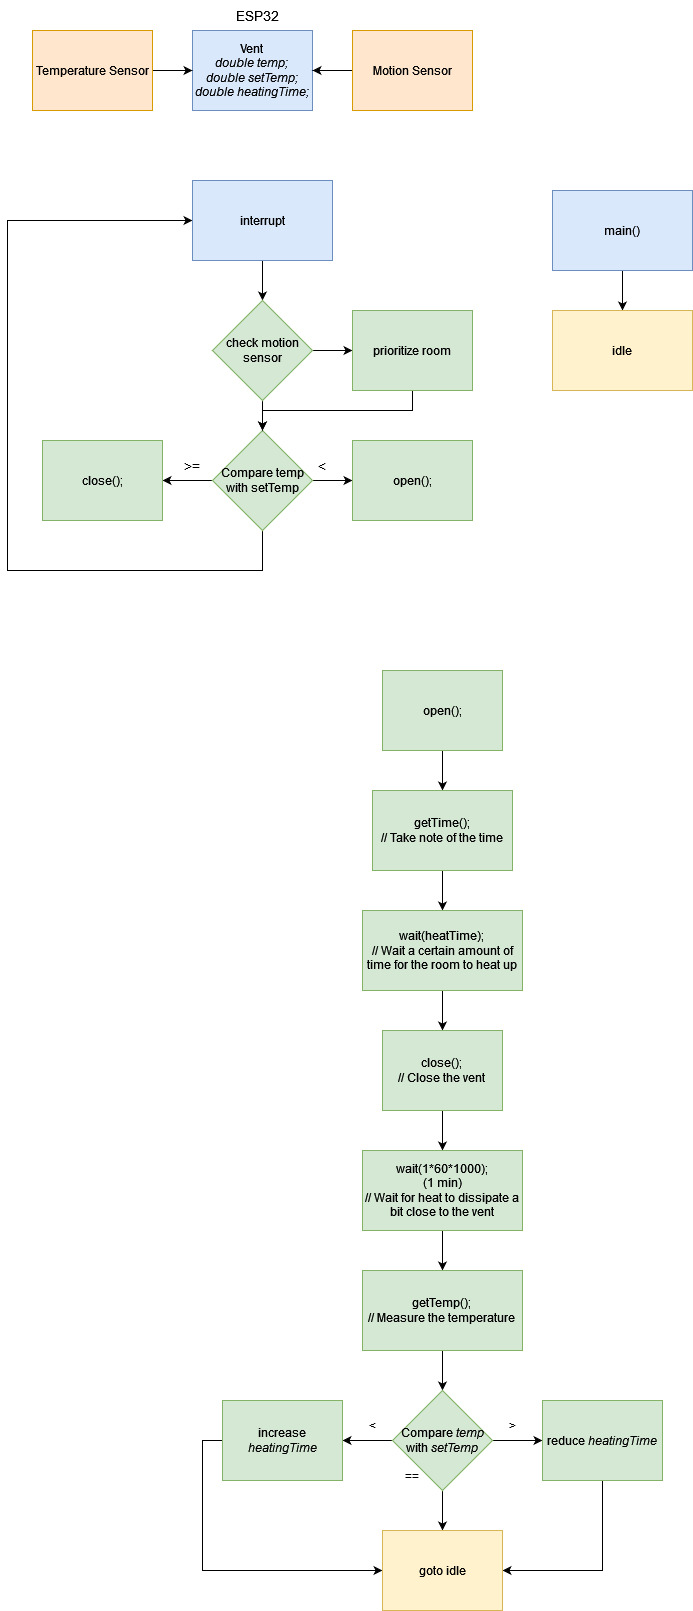 ESP32
Temperature Sensor
Vent
double temp;
double setTemp;
double heatingTime;
Motion Sensor
interrupt
main()
check motion
sensor
prioritize room
idle
close();
>=
Compare temp
with setTemp
<
open();
open();
getTime();
// Take note of the time
wait(heatTime);
// Wait a certain amount of
time for the room to heat up
close();
// Close the vent
wait(1*60*1000);
(1 min)
// Wait for heat to dissipate a
bit close to the vent
getTemp();
// Measure the temperature
increase
heatingTime
<
Compare temp
with setTemp
>
reduce heatingTime
==
goto idle